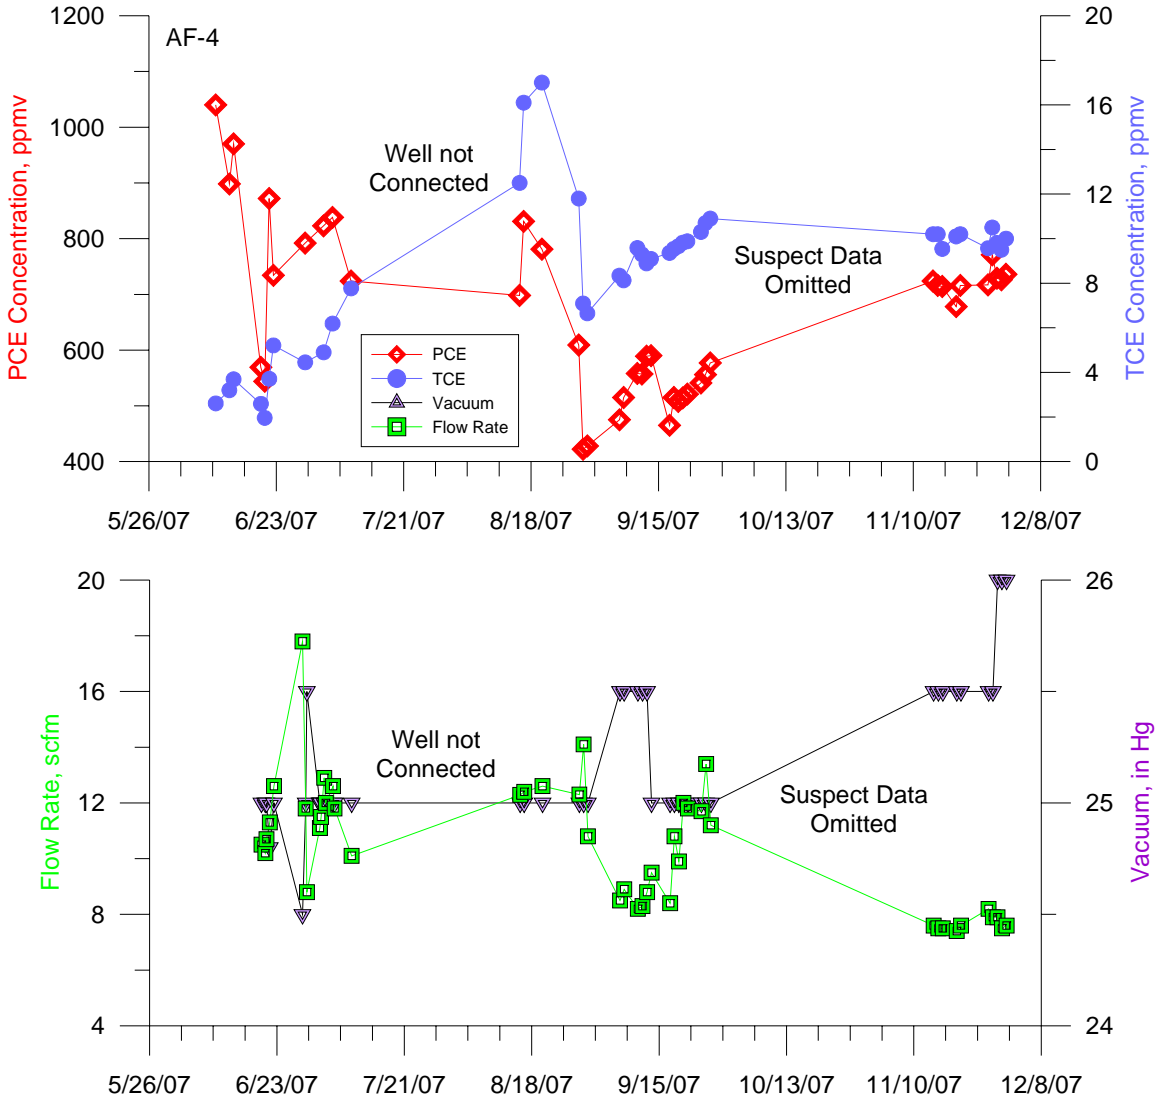 AF-4
PCE Concentration, ppmv
TCE Concentration, ppmv
1200
1000
800
600
400
20
16
12
8
4
0
Well not
Connected
Suspect Data
Omitted
PCE
TCE
Vacuum
Flow Rate
5/26/07 6/23/07 7/21/07 8/18/07 9/15/07 10/13/07 11/10/07 12/8/07
Flow Rate, scfm
Vacuum, in Hg
20
16
12
8
4
26
25
24
Well not
Connected
Suspect Data
Omitted
5/26/07 6/23/07 7/21/07 8/18/07 9/15/07 10/13/07 11/10/07 12/8/07